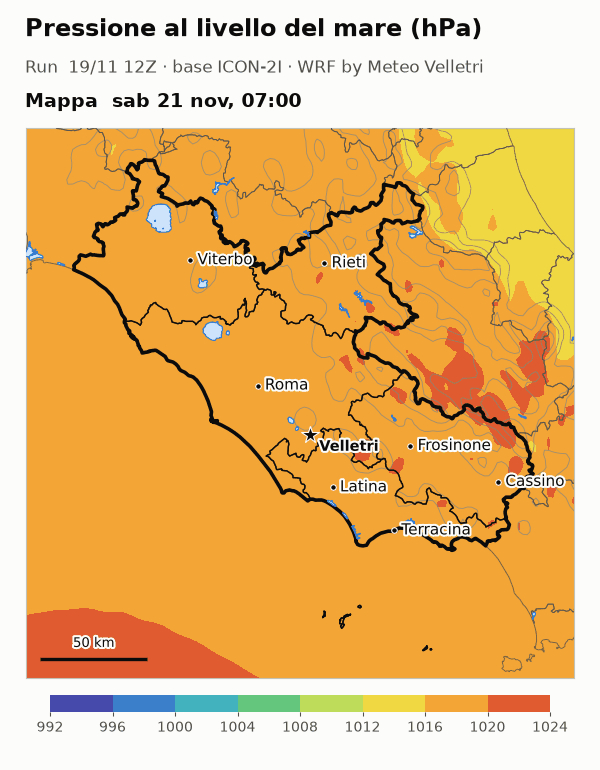 Pressione al livello del mare (hPa)
Run  19/11 12Z · base ICON-2I · WRF by Meteo Velletri
Mappa  sab 21 nov, 07:00
Viterbo
Rieti
Roma
Velletri
Frosinone
Latina
Cassino
Terracina
50 km
992 996 1000 1004 1008 1012 1016 1020 1024